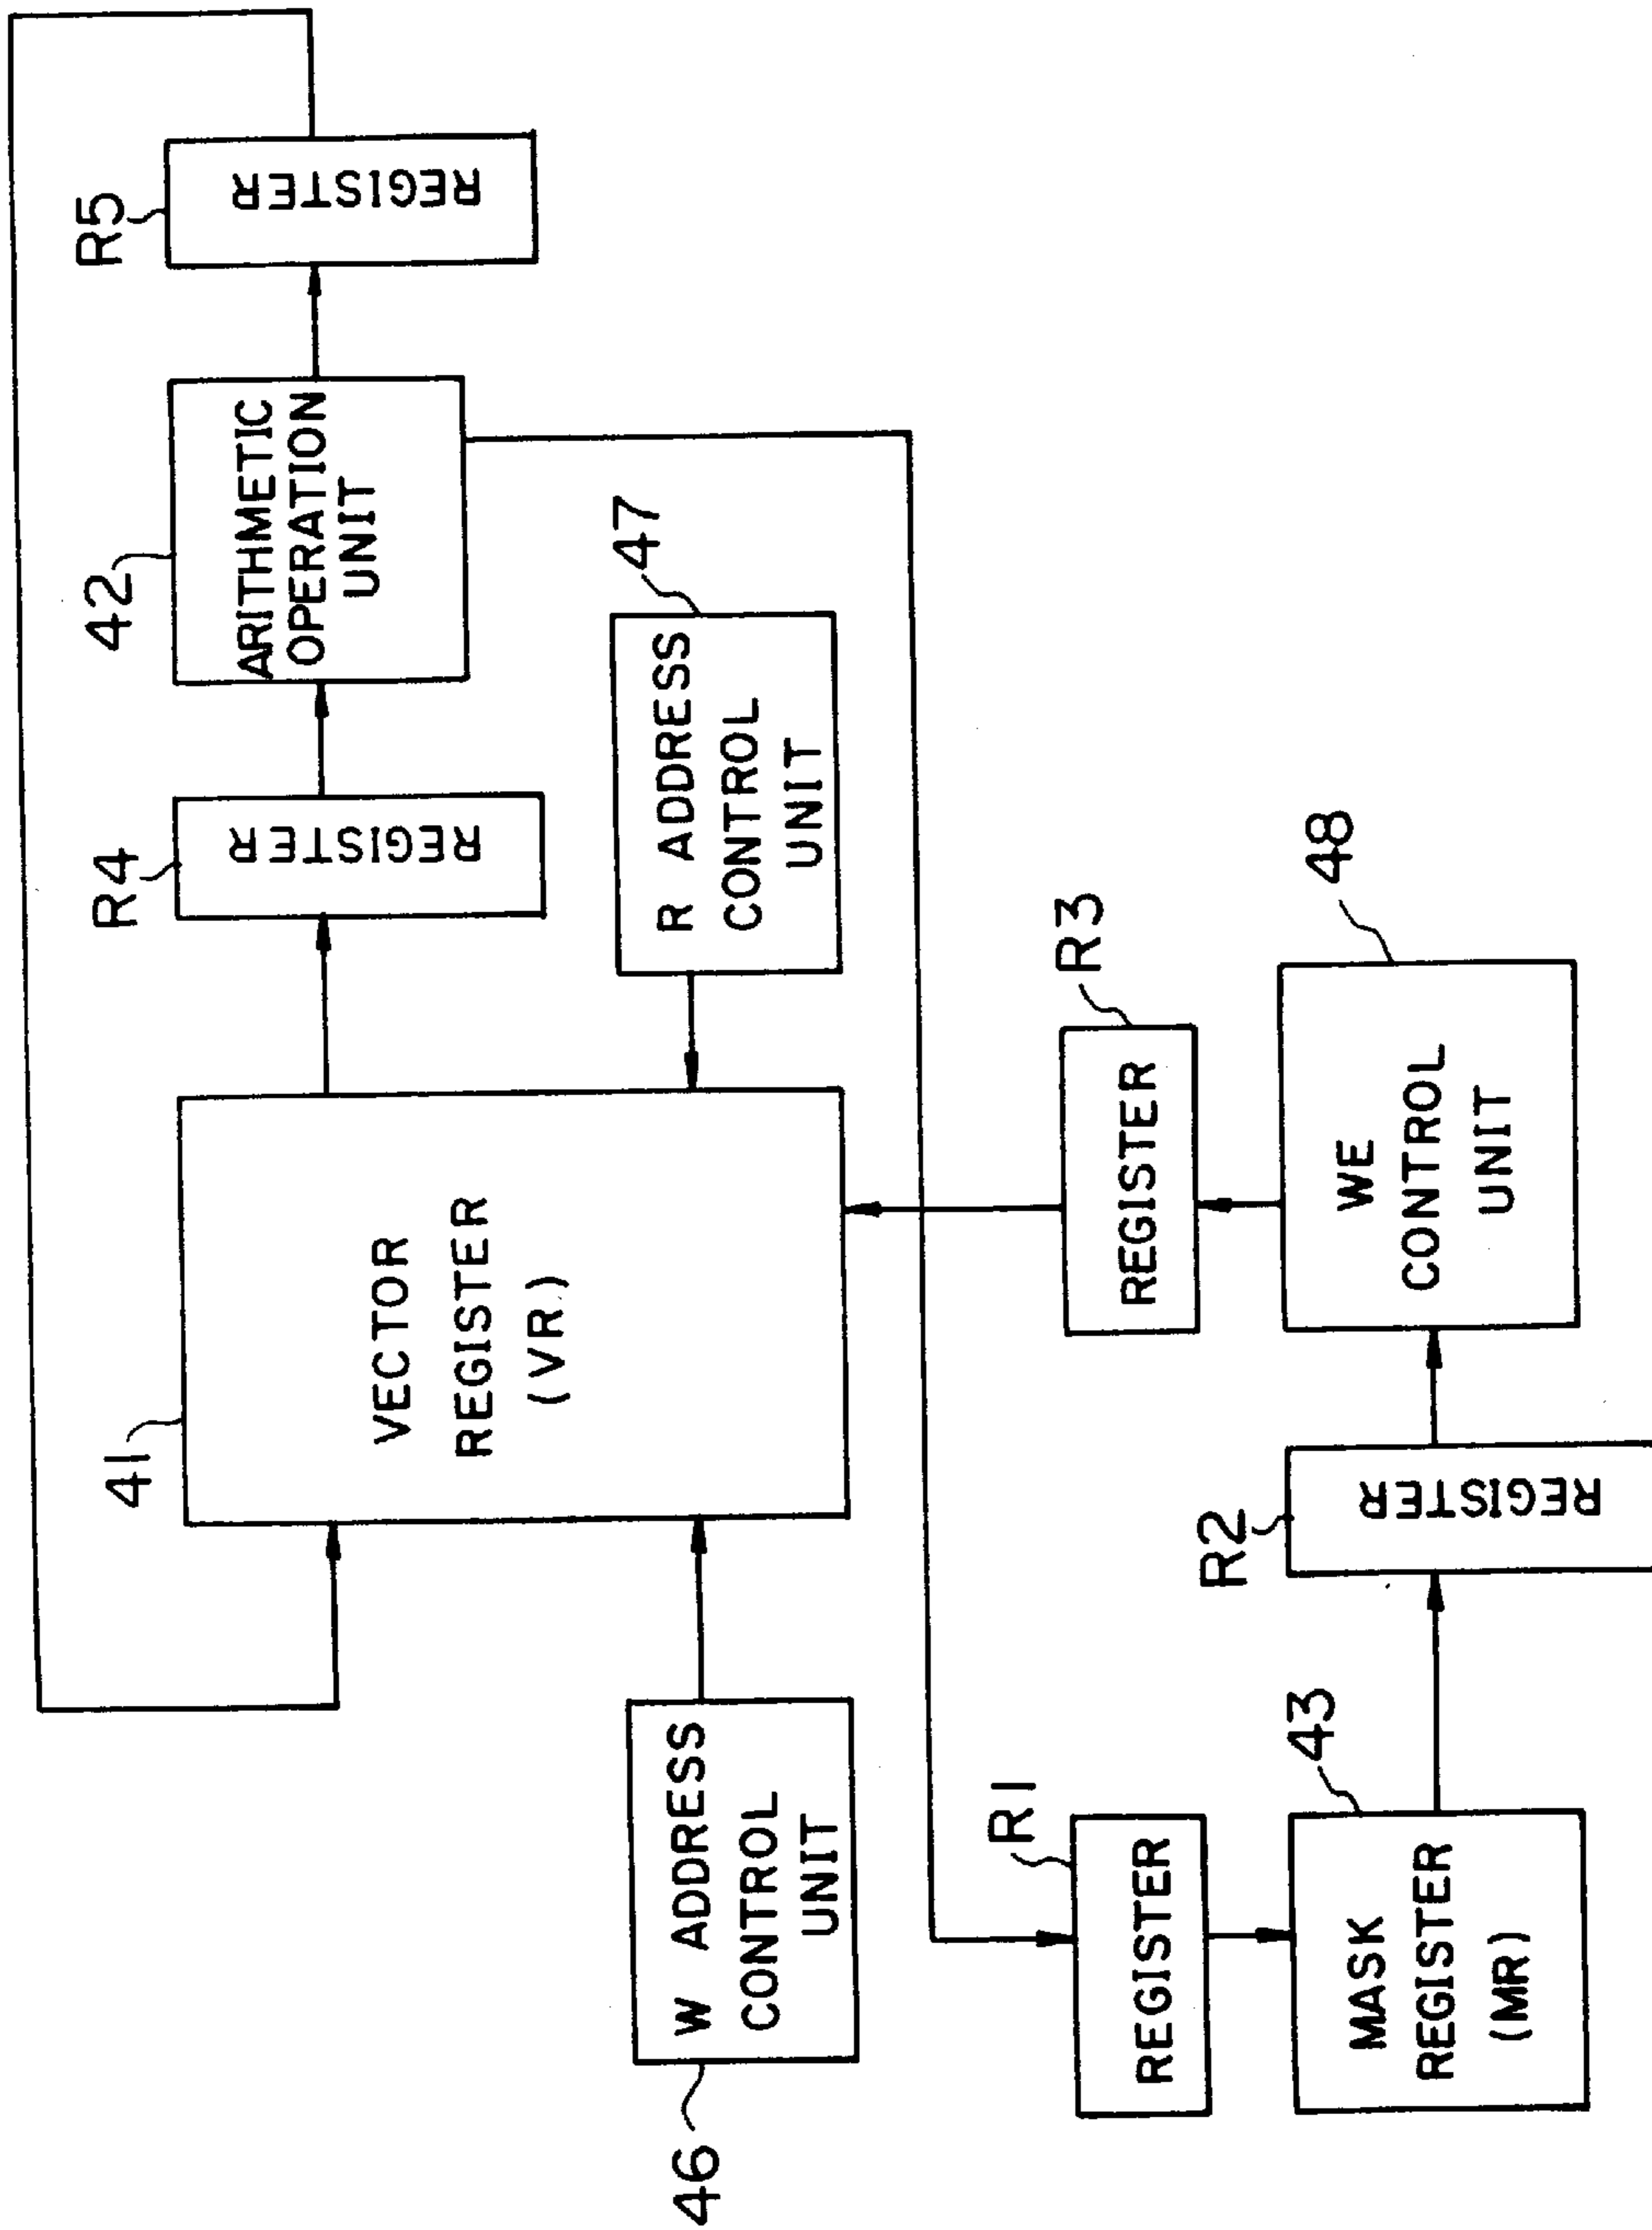 R5
REGISTER
42
ARITHMETIC
OPERATION
UNIT
R4
REGISTER
47
R ADDRESS
CONTROL
UNIT
41
VECTOR
REGISTER
(VR)
46
W ADDRESS
CONTROL
UNIT
R3
REGISTER
48
WE
CONTROL
UNIT
R2
REGISTER
R1
REGISTER
43
MASK
REGISTER
(MR)